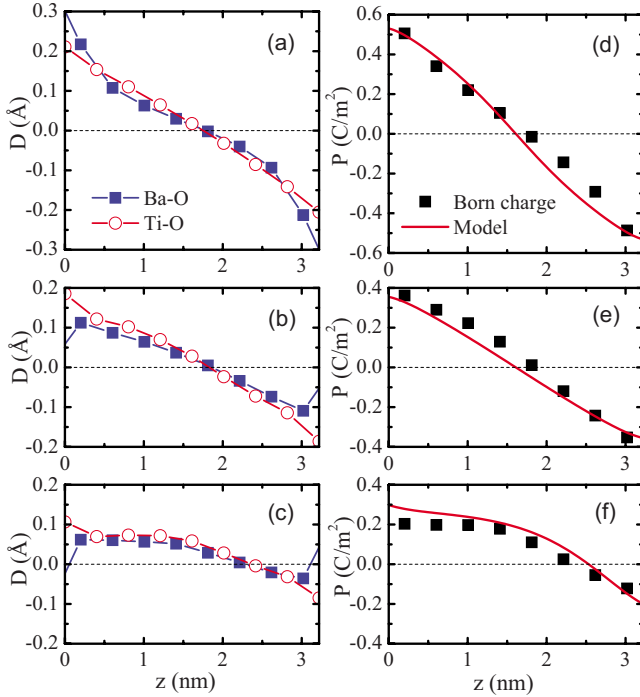 0.3
0.2
0.1
0.0
0.1
0.2
0.3
D (Å)
(a)
Ba-O
Ti-O
0 1 2 3
0.6
0.4
0.2
0.0
-0.2
-0.4
-0.6
P (C/m²)
(d)
Born charge
Model
0 1 2 3
0.2
0.1
0.0
-0.1
-0.2
D (Å)
(b)
0 1 2 3
0.4
0.2
0.0
-0.2
-0.4
P (C/m²)
(e)
0 1 2 3
0.2
0.1
0.0
-0.1
-0.2
D (Å)
(c)
0 1 2 3
z (nm)
0.4
0.2
0.0
-0.2
-0.4
P (C/m²)
(f)
0 1 2 3
z (nm)